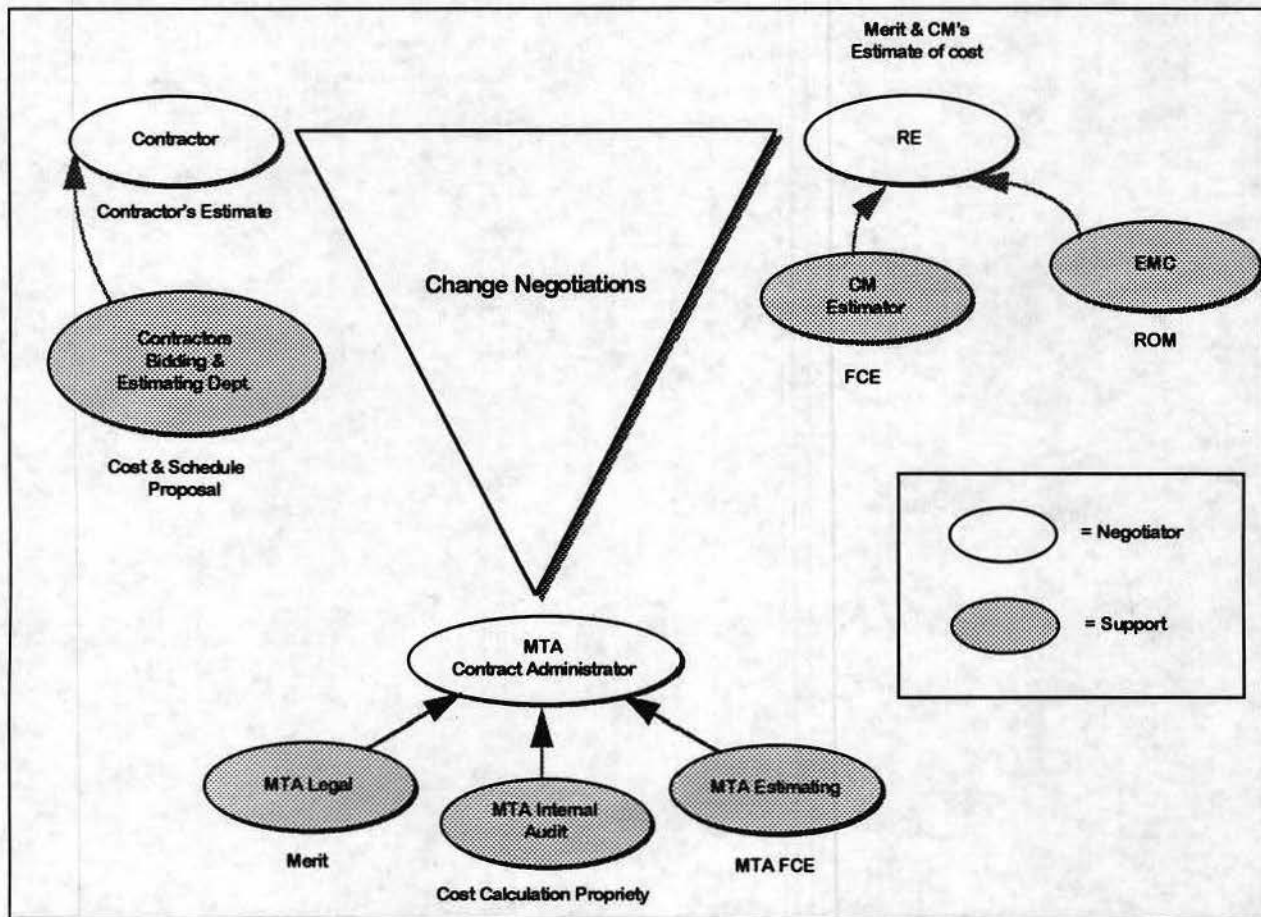 Merit & CM's
Estimate of cost
Contractor
RE
Contractor's Estimate
Change Negotiations
CM
Estimator
EMC
FCE
ROM
Contractors
Bidding &
Estimating Dept.
Cost & Schedule
Proposal
= Negotiator
= Support
MTA
Contract Administrator
MTA Legal
MTA Internal
Audit
MTA Estimating
Merit
Cost Calculation Propriety
MTA FCE